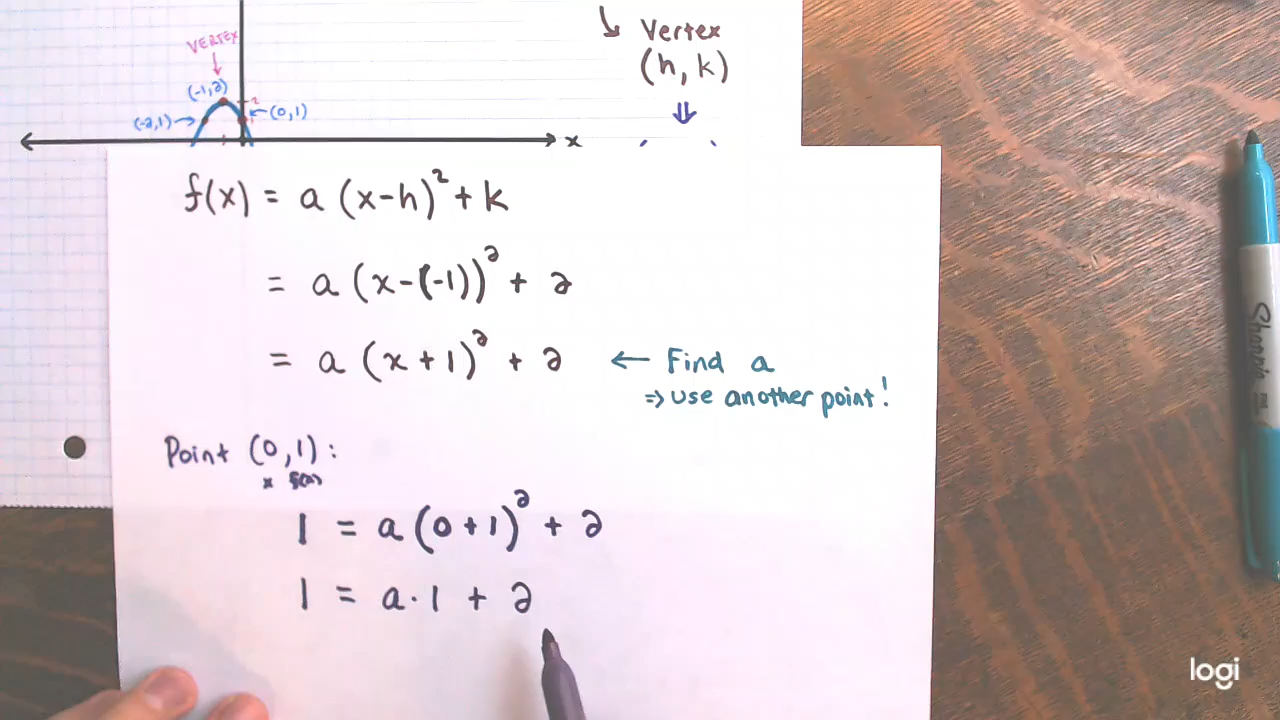 VERTEX
(-1,2)
2
(-2,1)
(0,1)
x
Vertex
(h, k)
f(x) = a (x-h)² + k
= a (x-(-1))² + 2
= a (x+1)² + 2 ← Find a
⇒ use another point!
Point (0,1):
x f(x)
1 = a (0+1)² + 2
1 = a·1 + 2
Sharpie
logi